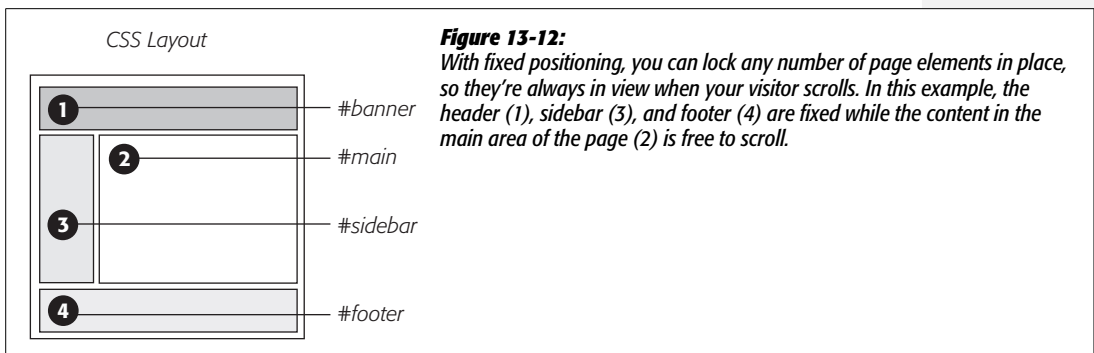 CSS Layout
1
#banner
2
#main
3
#sidebar
4
#footer
Figure 13-12:
With fixed positioning, you can lock any number of page elements in place,
so they're always in view when your visitor scrolls. In this example, the
header (1), sidebar (3), and footer (4) are fixed while the content in the
main area of the page (2) is free to scroll.